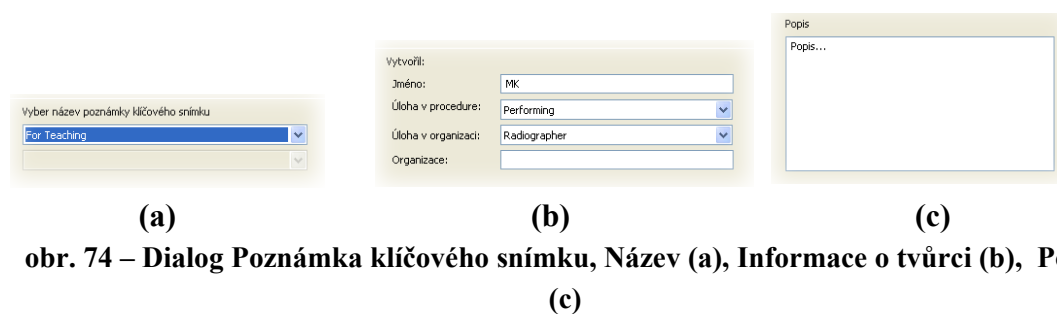 Vyber název poznámky klíčového snímku
For Teaching
Vytvořil:
Jméno: MK
Úloha v procedure: Performing
Úloha v organizaci: Radiographer
Organizace:
Popis
Popis...
(a) (b) (c)
obr. 74 – Dialog Poznámka klíčového snímku, Název (a), Informace o tvůrci (b),
(c)